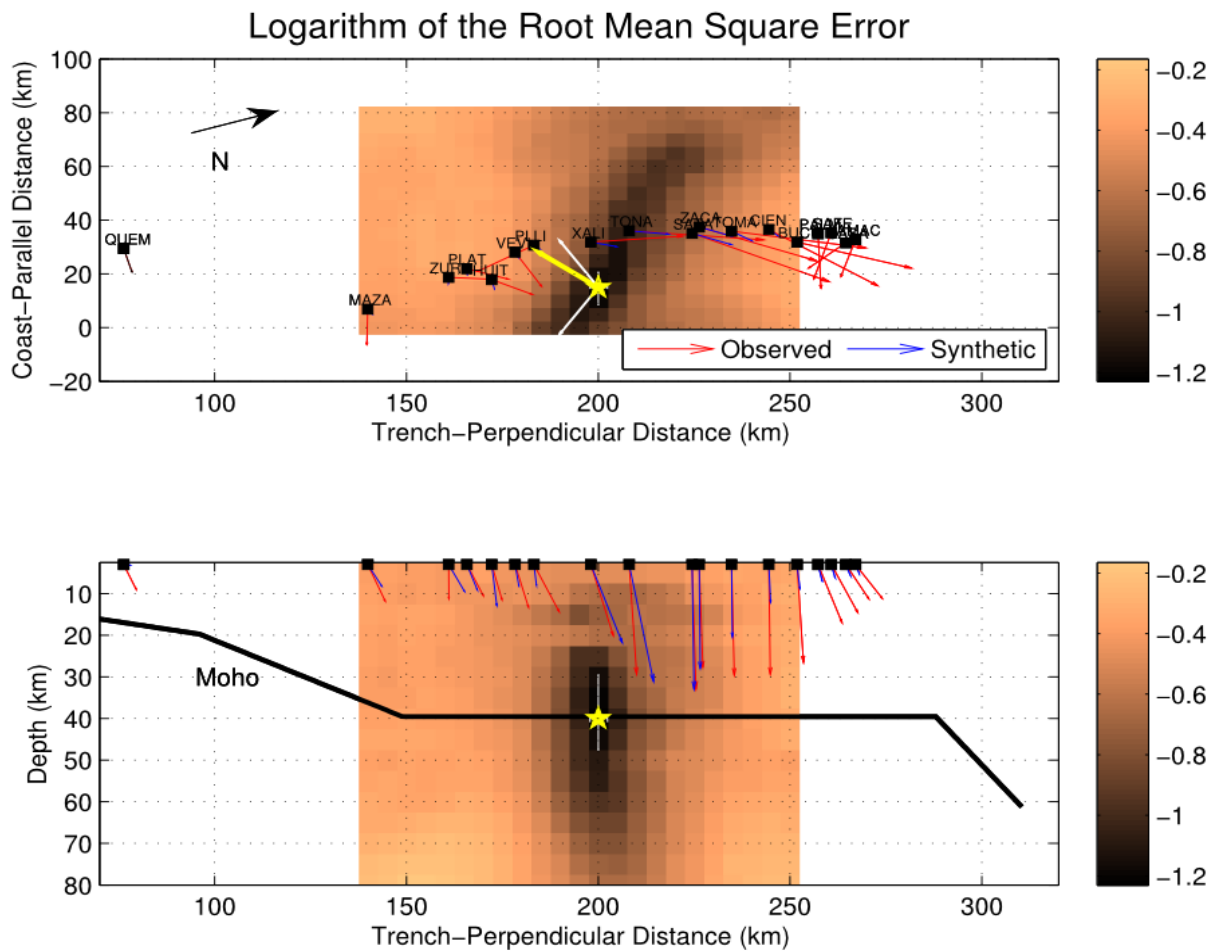 Logarithm of the Root Mean Square Error
Coast−Parallel Distance (km)
100
80
60
40
20
0
−20
N
QUEM
MAZA
ZURI
PLAT
HUIT
VEVI
PLLI
XALI
TONA
SAFA
ZACA
TOMA
CIEN
Observed
Synthetic
100
150
200
250
300
Trench−Perpendicular Distance (km)
−0.2
−0.4
−0.6
−0.8
−1
−1.2
Depth (km)
10
20
30
40
50
60
70
80
Moho
100
150
200
250
300
Trench−Perpendicular Distance (km)
−0.2
−0.4
−0.6
−0.8
−1
−1.2